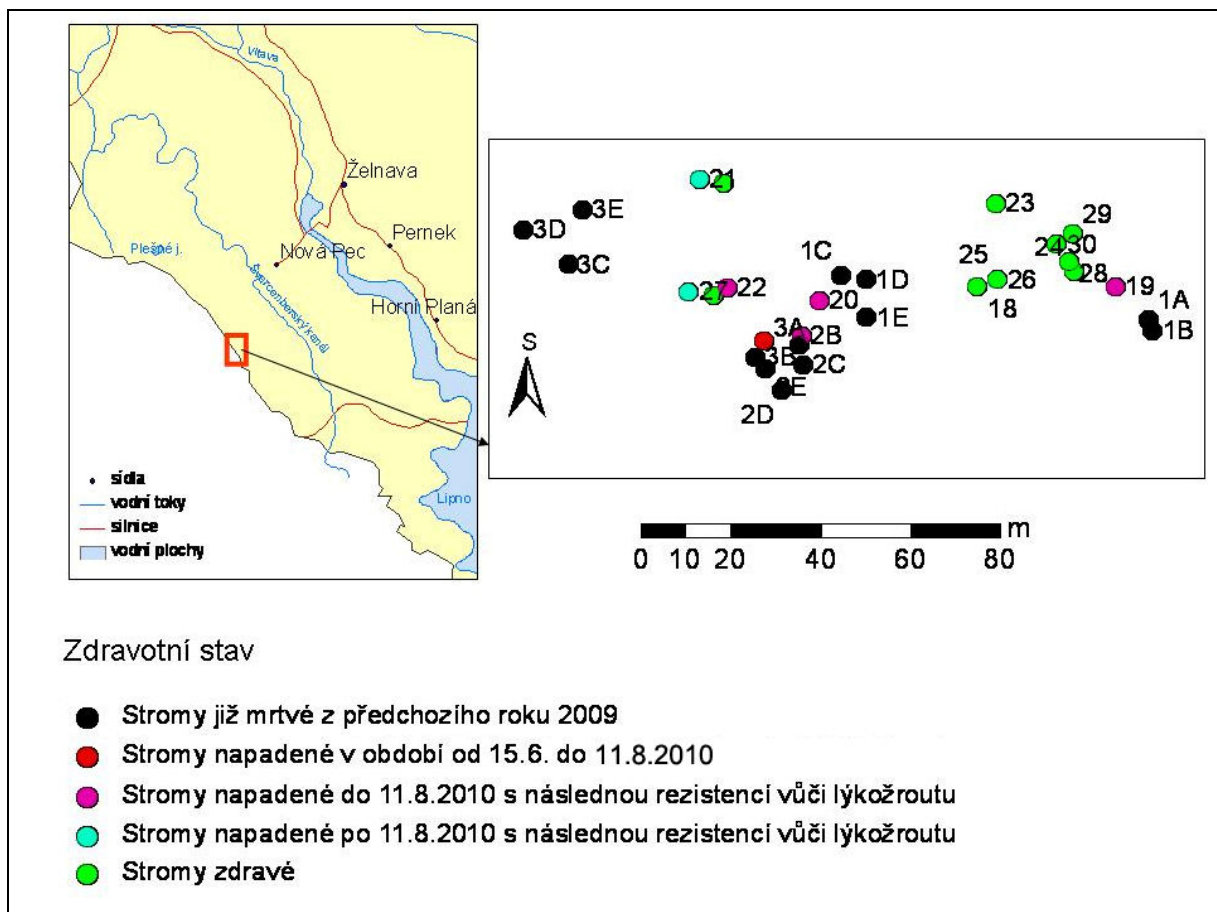 Vltava
Želnava
Plešné j.
Nová Pec
Pernek
Švarcenberský kanál
Horní Planá
Lipno
sídla
vodní toky
silnice
vodní plochy
21
3E
3D
3C
23
29
24
30
25
26
28
18
19
1C
1D
27
22
20
1E
1A
1B
3A
2B
3B
2C
2D
S
m
0 10 20 40 60 80
Zdravotní stav
Stromy již mrtvé z předchozího roku 2009
Stromy napadené v období od 15.6. do 11.8.2010
Stromy napadené do 11.8.2010 s následnou rezistencí vůči lýkožroutu
Stromy napadené po 11.8.2010 s následnou rezistencí vůči lýkožroutu
Stromy zdravé